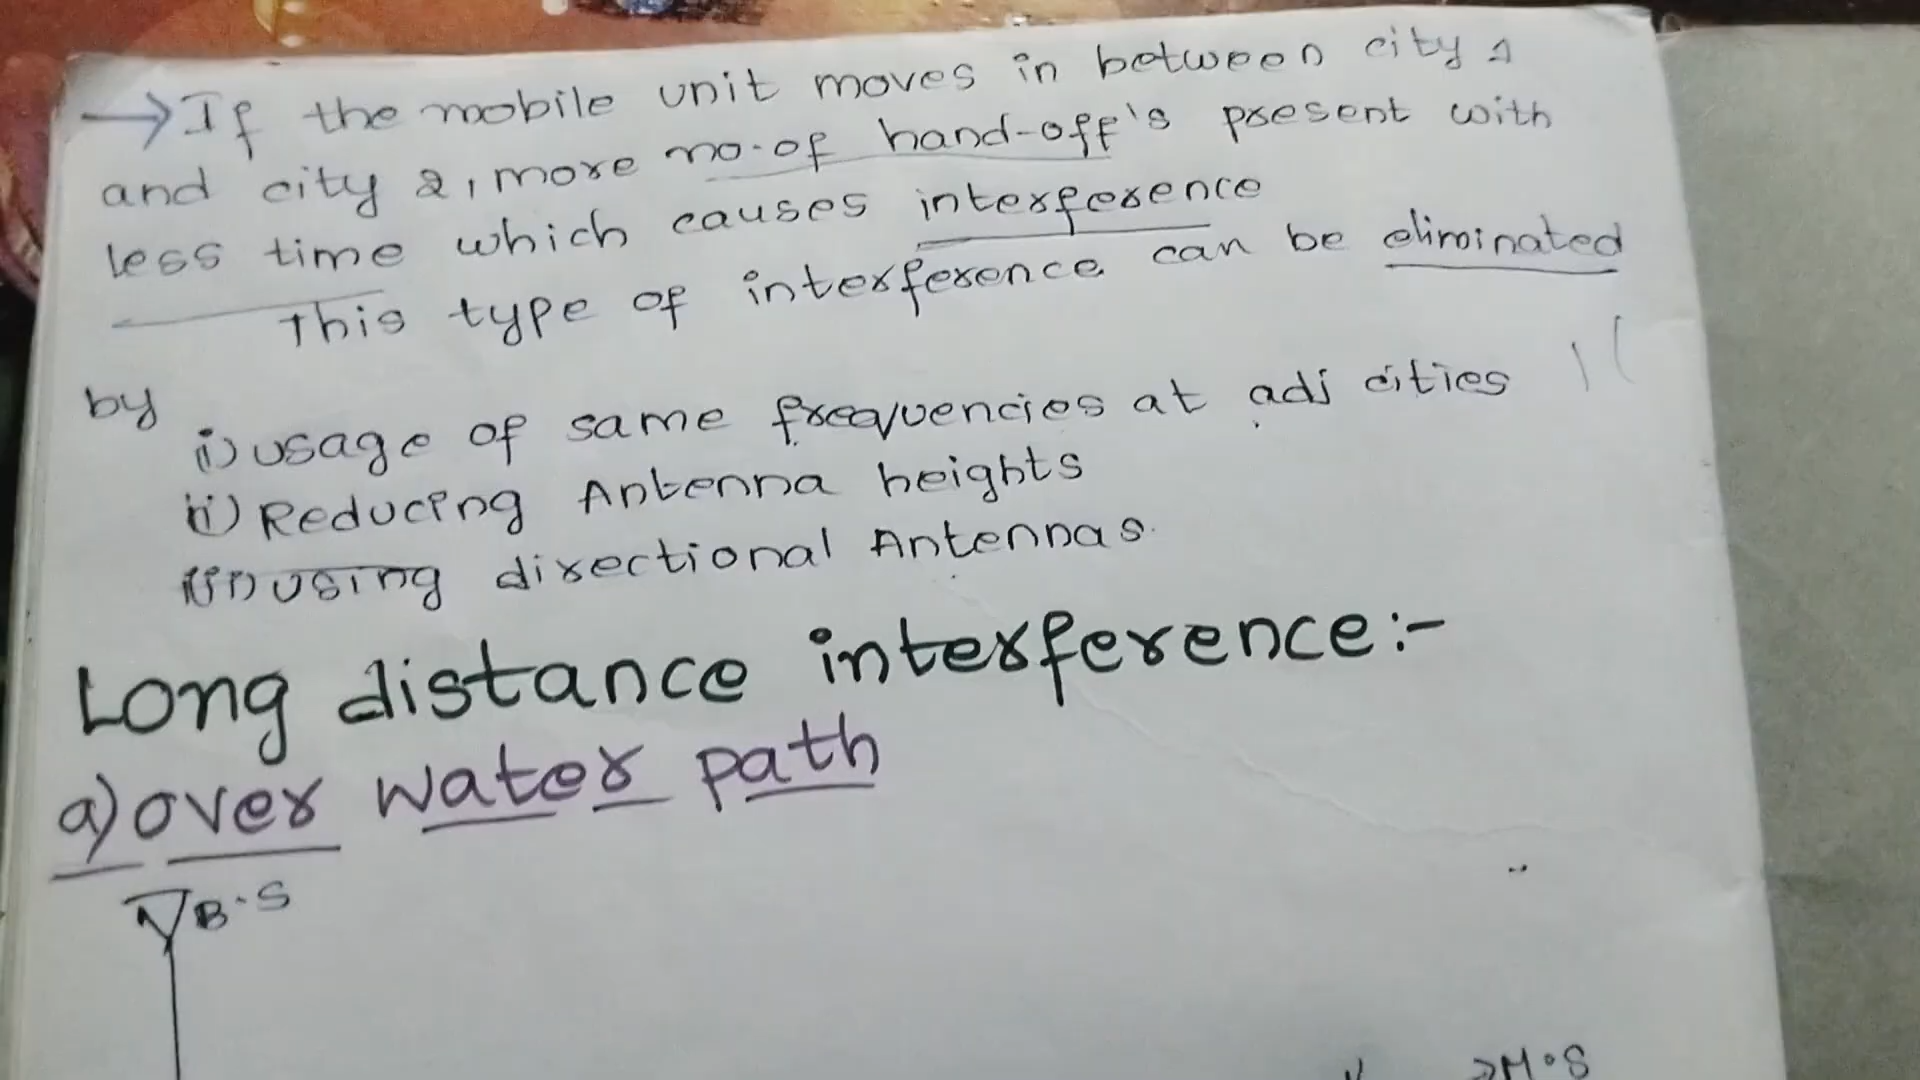 → If the mobile unit moves in between city 1
and city 2, more no. of hand-off's present with
less time which causes interference
This type of interference can be eliminated
by
i) usage of same frequencies at adj cities
ii) Reducing Antenna heights
iii) using directional Antennas.
Long distance interference:-
a) over water path
B.S
M.S